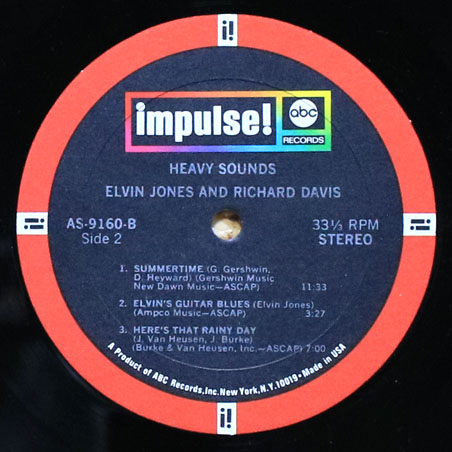 i!
impulse! abc
RECORDS
HEAVY SOUNDS
ELVIN JONES AND RICHARD DAVIS
AS-9160-B 33⅓ RPM
Side 2 STEREO
i! i!
1. SUMMERTIME (G. Gershwin,
D. Heyward) (Gershwin Music
New Dawn Music—ASCAP) 11:33
2. ELVIN'S GUITAR BLUES (Elvin Jones)
(Ampco Music—ASCAP) 3:27
3. HERE'S THAT RAINY DAY
(J. Van Heusen, J. Burke)
(Burke & Van Heusen, Inc.—ASCAP) 7:00
A Product of ABC Records, Inc. New York, N.Y. 10019 • Made in USA
i!